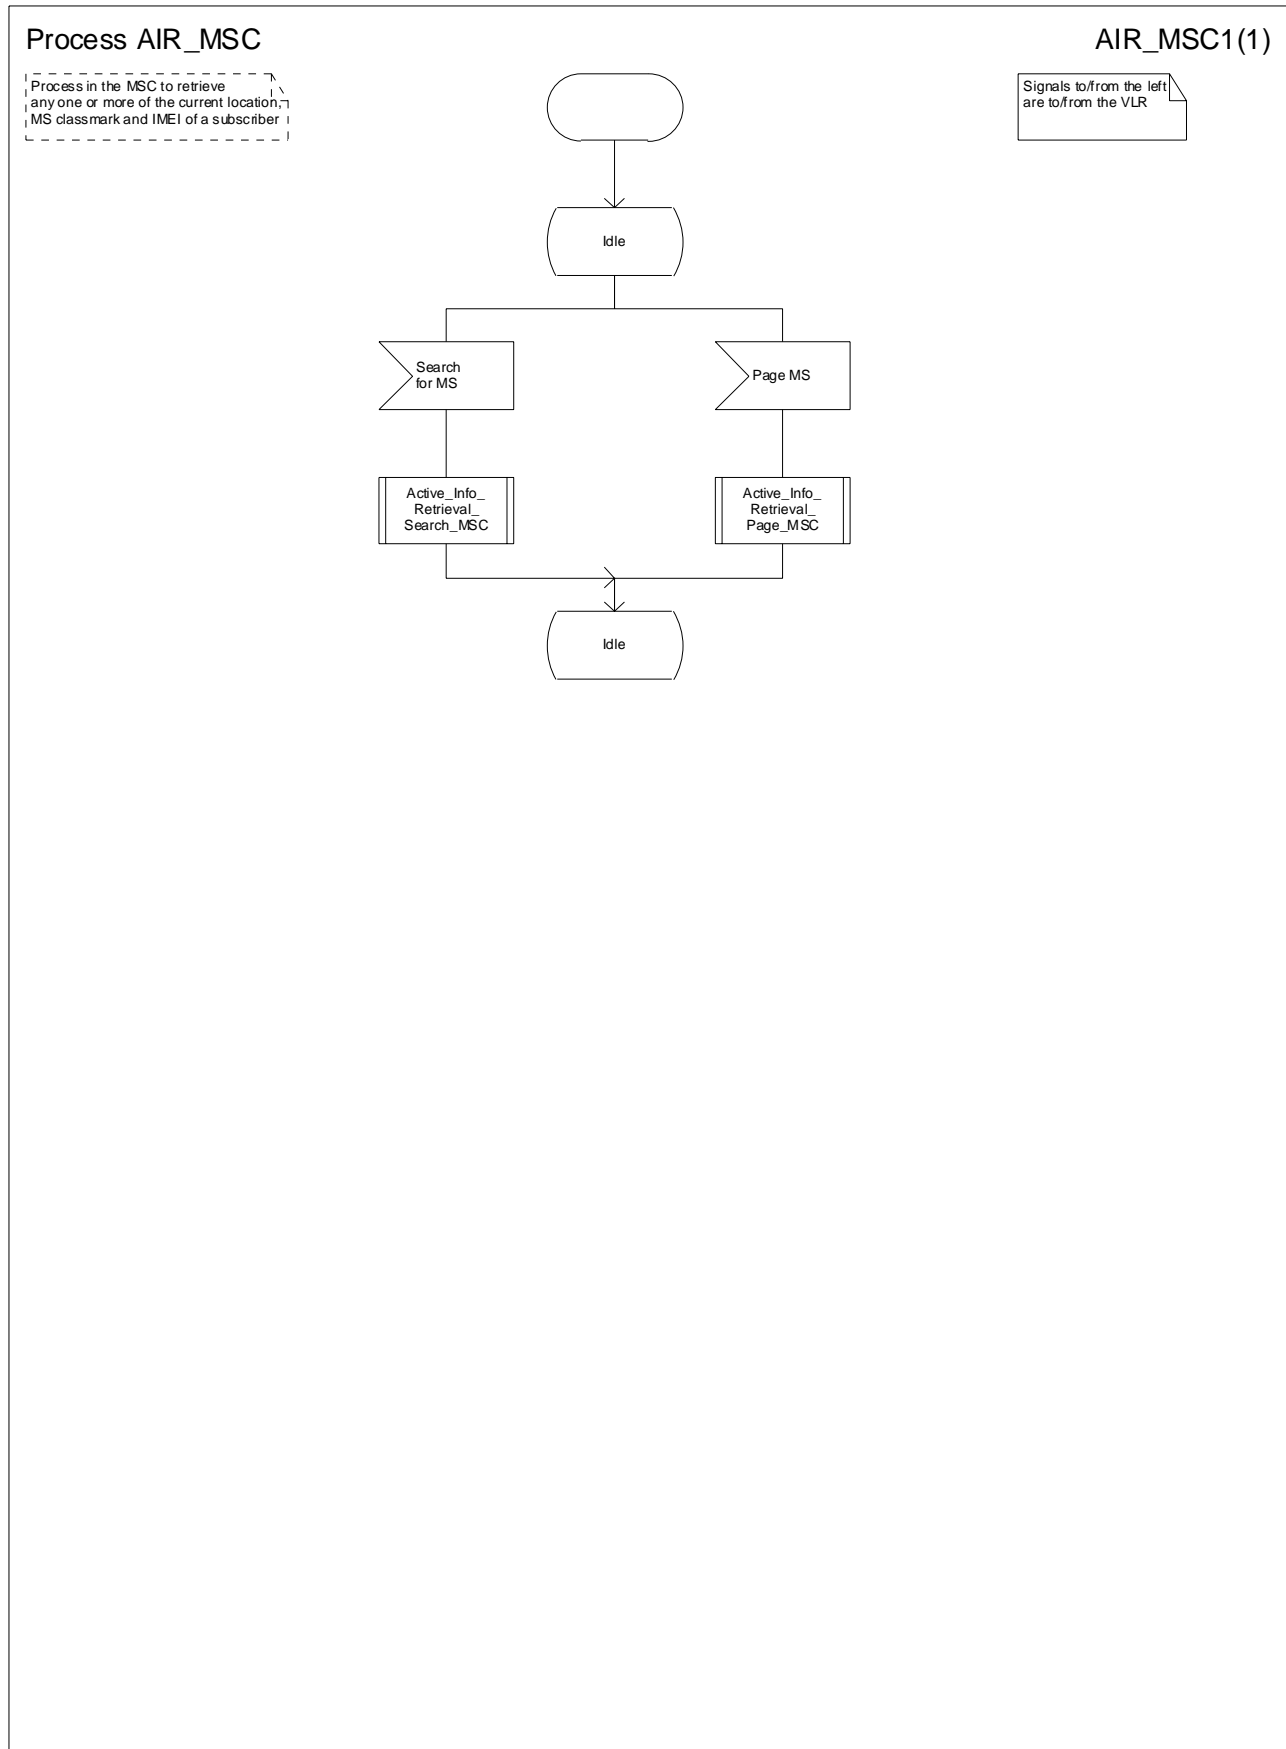 Process AIR_MSC
AIR_MSC1(1)
Process in the MSC to retrieve
any one or more of the current location,
MS classmark and IMEI of a subscriber
Signals to/from the left
are to/from the VLR
Idle
Search
for MS
Page MS
Active_Info_
Retrieval_
Search_MSC
Active_Info_
Retrieval_
Page_MSC
Idle